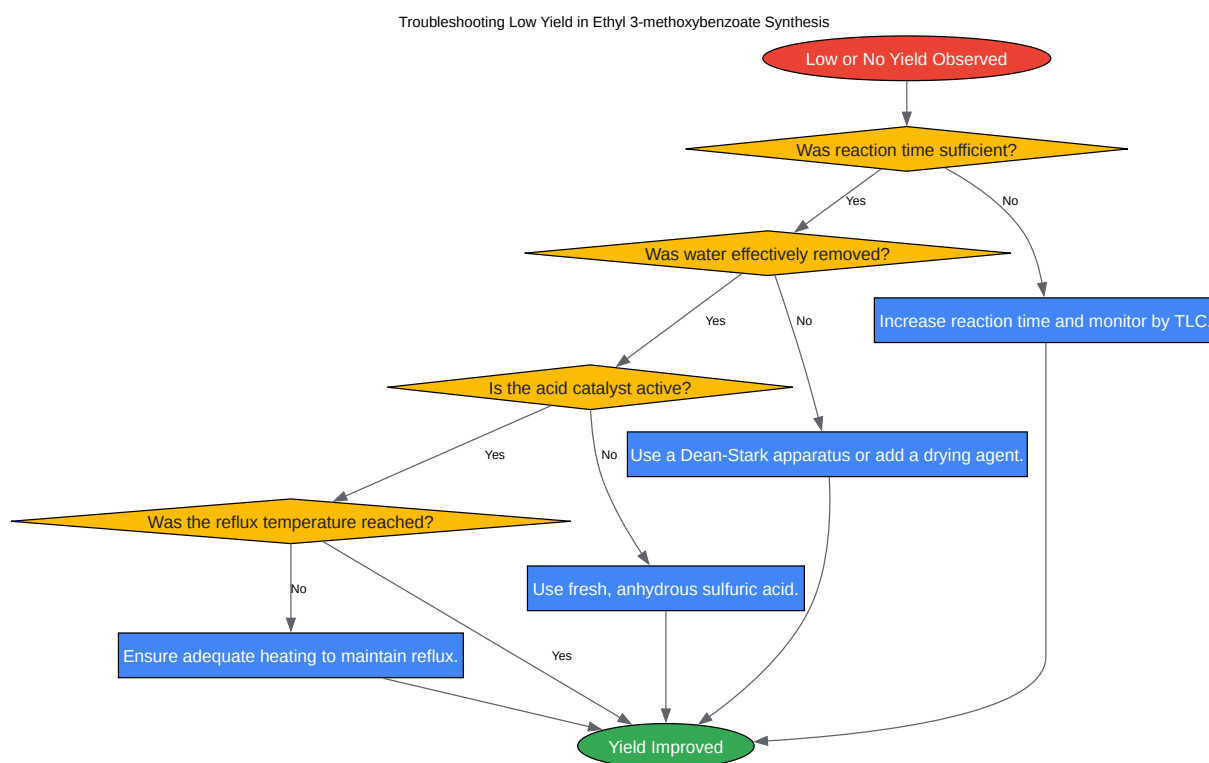 Troubleshooting Low Yield in Ethyl 3-methoxybenzoate Synthesis
Low or No Yield Observed
Was reaction time sufficient?
Yes
No
Was water effectively removed?
Increase reaction time and monitor by TLC.
Yes
No
Is the acid catalyst active?
Use a Dean-Stark apparatus or add a drying agent.
Yes
No
Was the reflux temperature reached?
Use fresh, anhydrous sulfuric acid.
No
Ensure adequate heating to maintain reflux.
Yes
Yield Improved